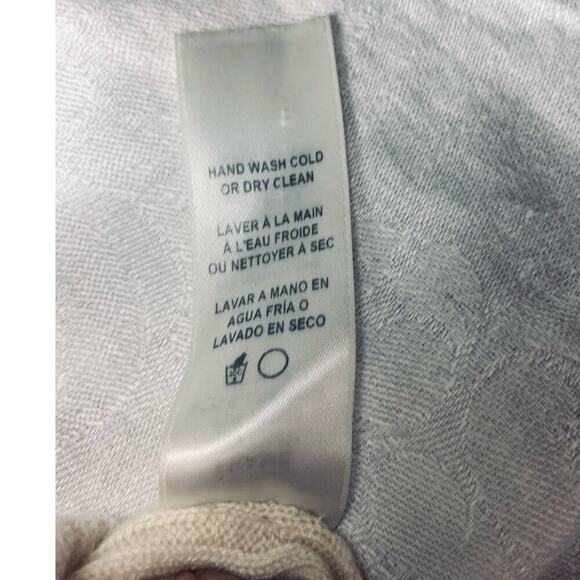 HAND WASH COLD
OR DRY CLEAN
LAVER À LA MAIN
À L'EAU FROIDE
OU NETTOYER À SEC
LAVAR A MANO EN
AGUA FRÍA O
LAVADO EN SECO